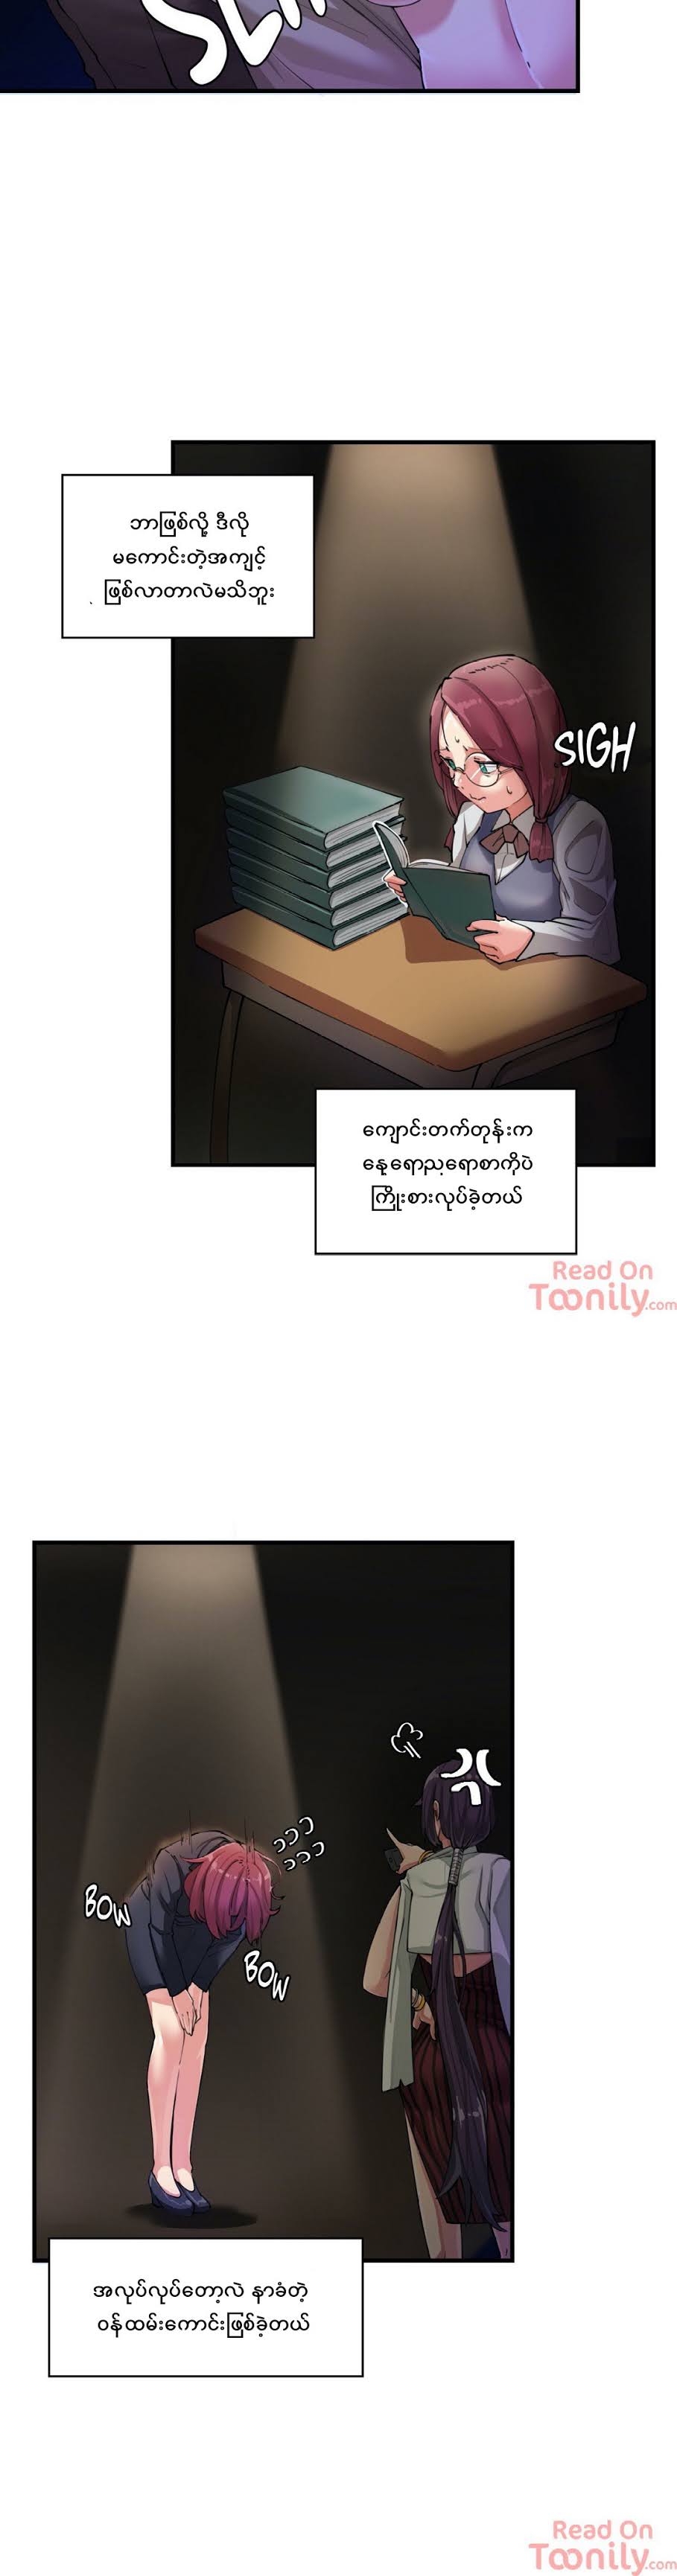 ဘာဖြစ်လို့ ဒီလို
မကောင်းတဲ့အကျင့်
ဖြစ်လာတာလဲမသိဘူး
SIGH
ကျောင်းတက်တုန်းက
နေ့ရောညရောစာကိုပဲ
ကြိုးစားလုပ်ခဲ့တယ်
Read On
Toonily.com
BOW
BOW
အလုပ်လုပ်တော့လဲ နာခံတဲ့
ဝန်ထမ်းကောင်းဖြစ်ခဲ့တယ်
Read On
Toonily.com